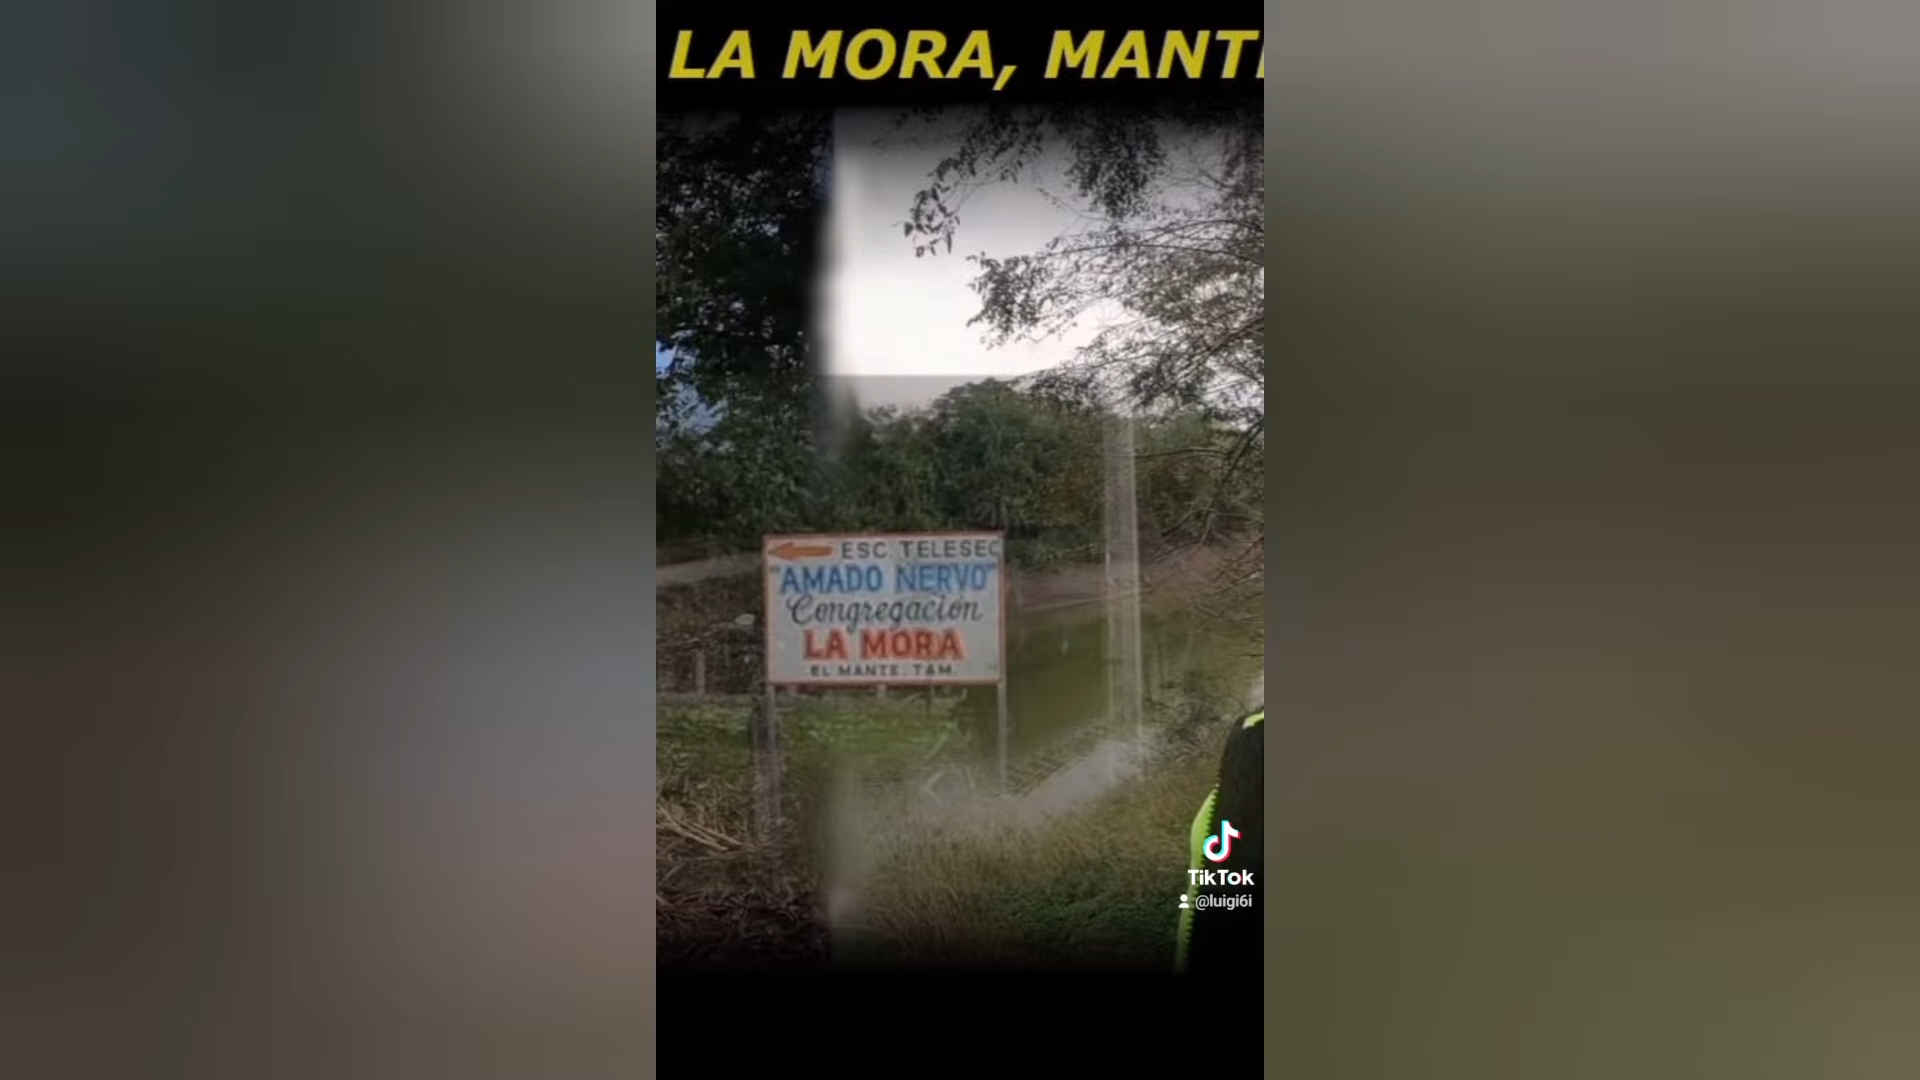 LA MORA, MANT
ESC. TELESEC
"AMADO NERVO"
Congregación
LA MORA
EL MANTE, TAM.
TikTok
@luigi6i